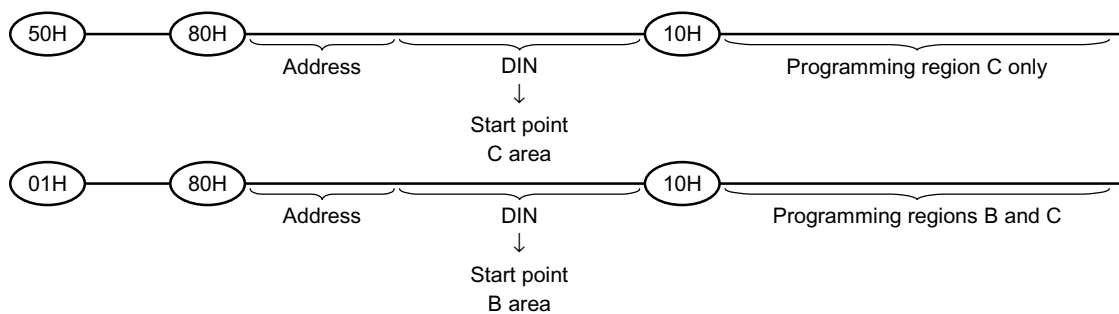 50H 80H 10H
Address DIN Programming region C only
↓
Start point
C area
01H 80H 10H
Address DIN Programming regions B and C
↓
Start point
B area